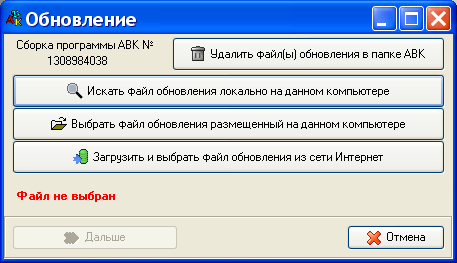 Обновление
Сборка программы АВК №
1308984038
Удалить файл(ы) обновления в папке АВК
Искать файл обновления локально на данном компьютере
Выбрать файл обновления размещенный на данном компьютере
Загрузить и выбрать файл обновления из сети Интернет
Файл не выбран
Дальше
Отмена